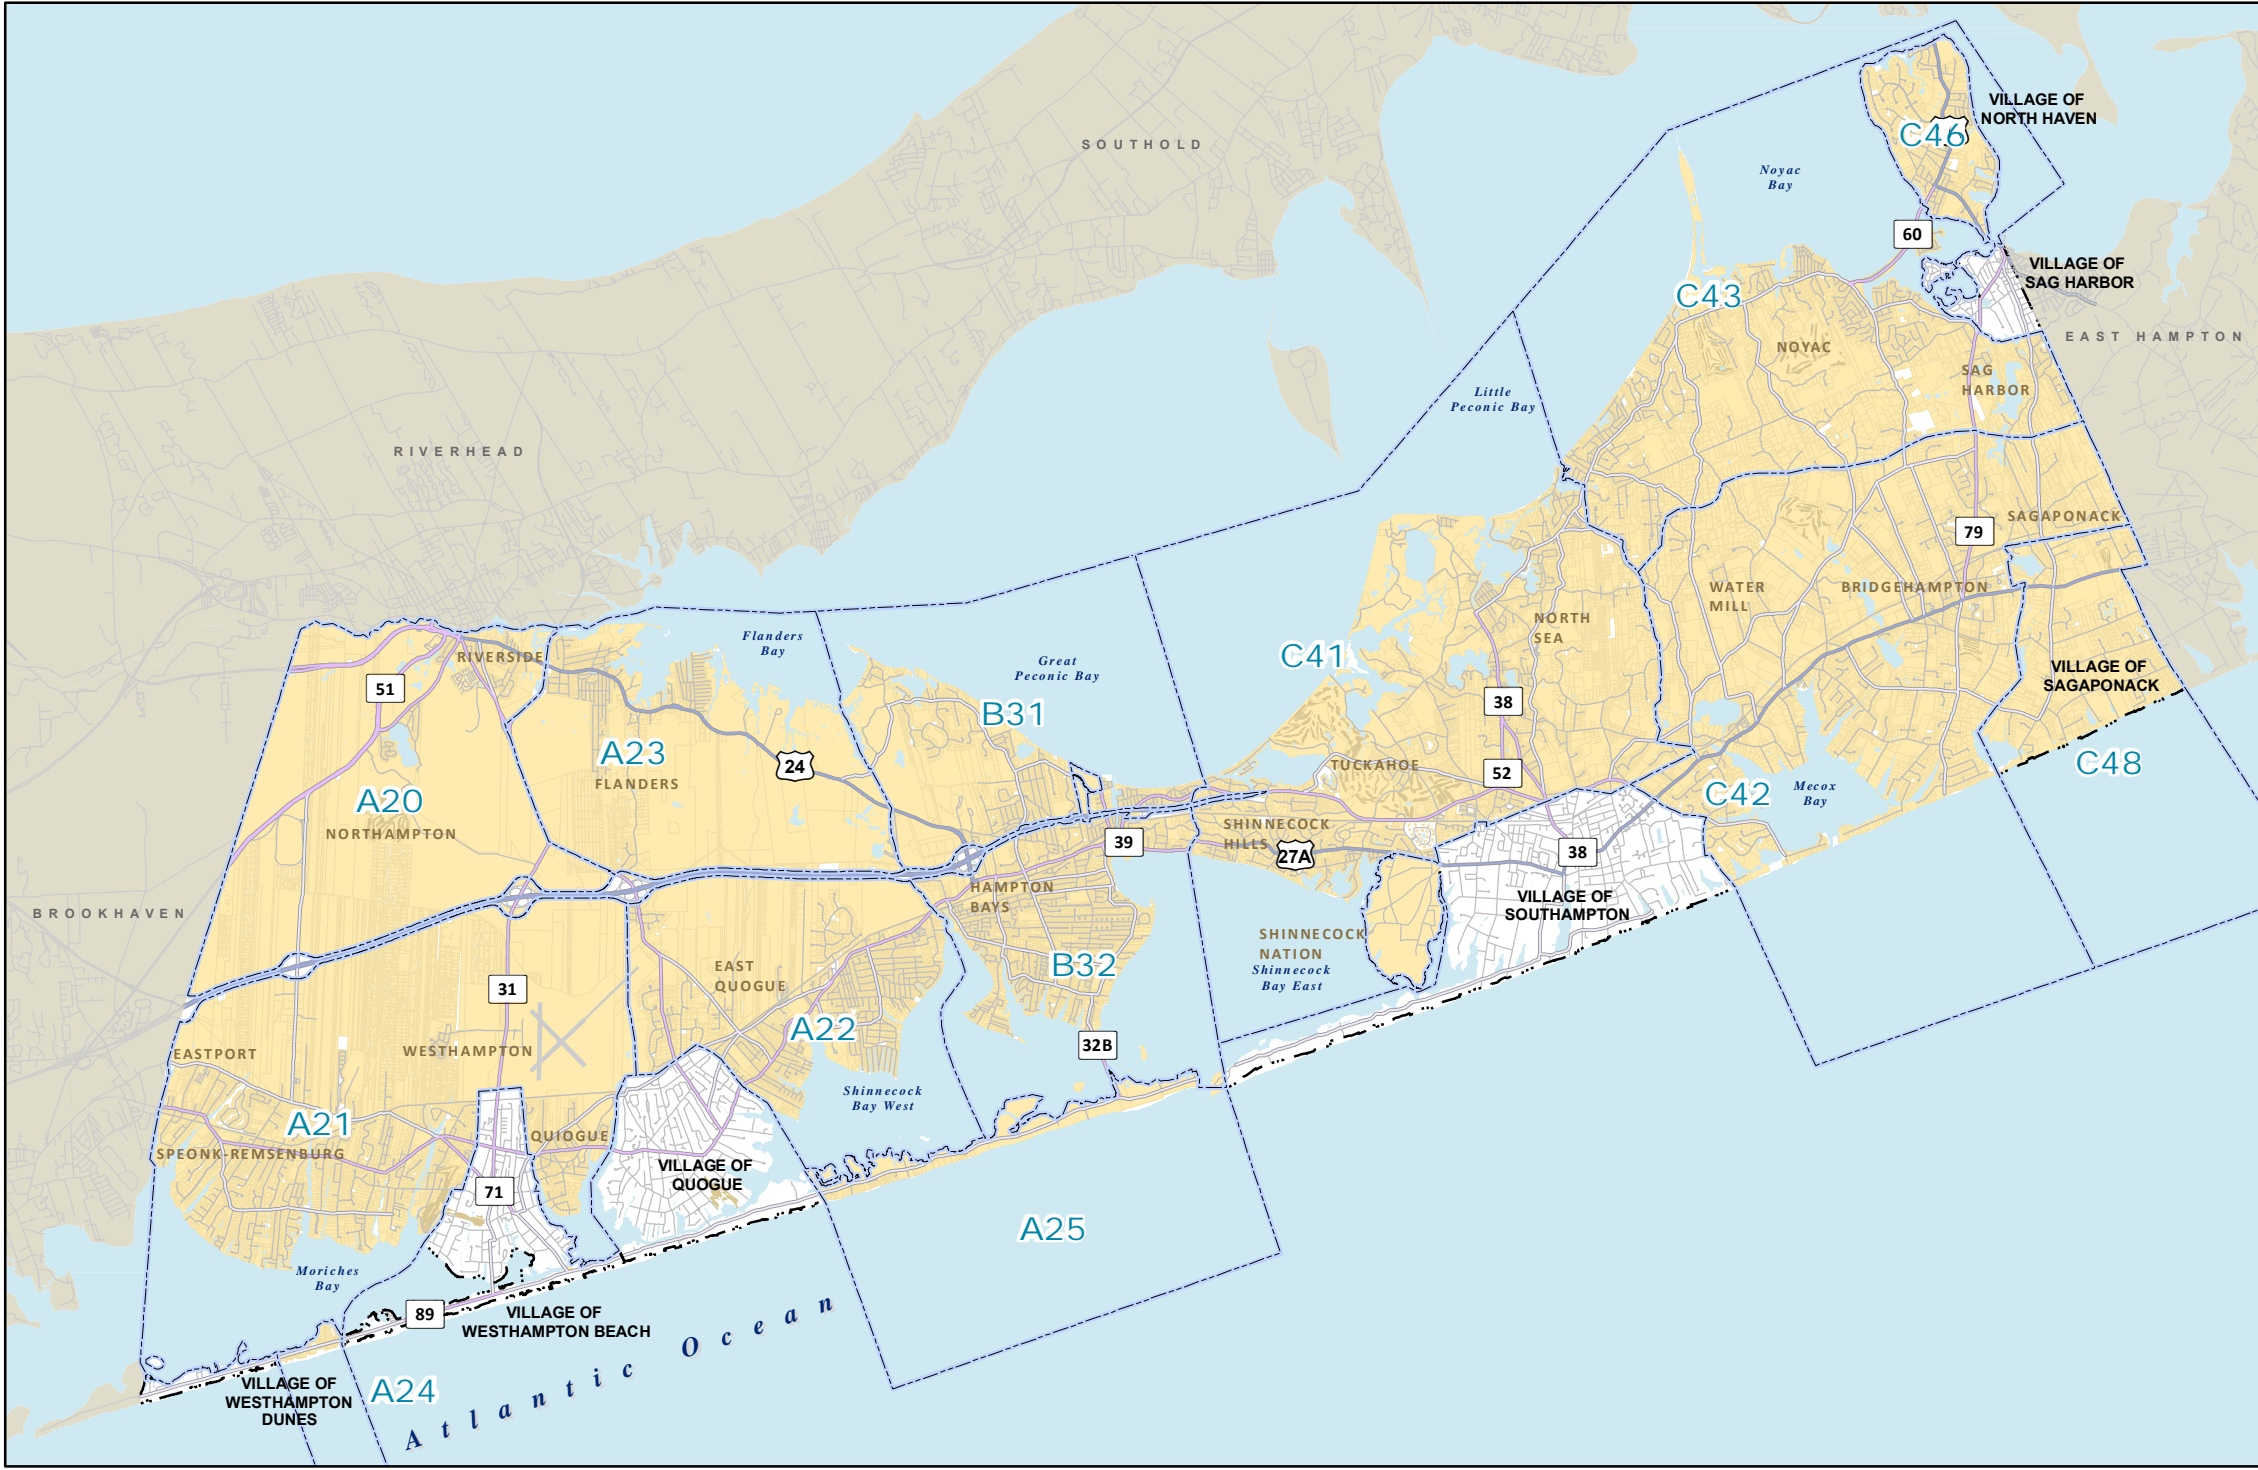 VILLAGE OF
NORTH HAVEN
C46
SOUTHOLD
Noyac
Bay
60
VILLAGE OF
SAG HARBOR
C43
EAST HAMPTON
NOYAC
SAG
HARBOR
Little
Peconic Bay
RIVERHEAD
SAGAPONACK
79
WATER
MILL
BRIDGEHAMPTON
NORTH
SEA
Flanders
Bay
RIVERSIDE
Great
Peconic Bay
C41
VILLAGE OF
SAGAPONACK
51
38
B31
A23
24
FLANDERS
TUCKAHOE
52
C48
A20
NORTHAMPTON
C42
Mecox
Bay
SHINNECOCK
HILLS
39
27A
38
HAMPTON
BAYS
VILLAGE OF
SOUTHAMPTON
BROOKHAVEN
SHINNECOCK
NATION
Shinnecock
Bay East
EAST
QUOGUE
B32
31
A22
32B
EASTPORT
WESTHAMPTON
Shinnecock
Bay West
A21
QUIOGUE
SPEONK-REMSENBURG
VILLAGE OF
QUOGUE
71
A25
Moriches
Bay
89
VILLAGE OF
WESTHAMPTON BEACH
Atlantic Ocean
VILLAGE OF
WESTHAMPTON
DUNES
A24